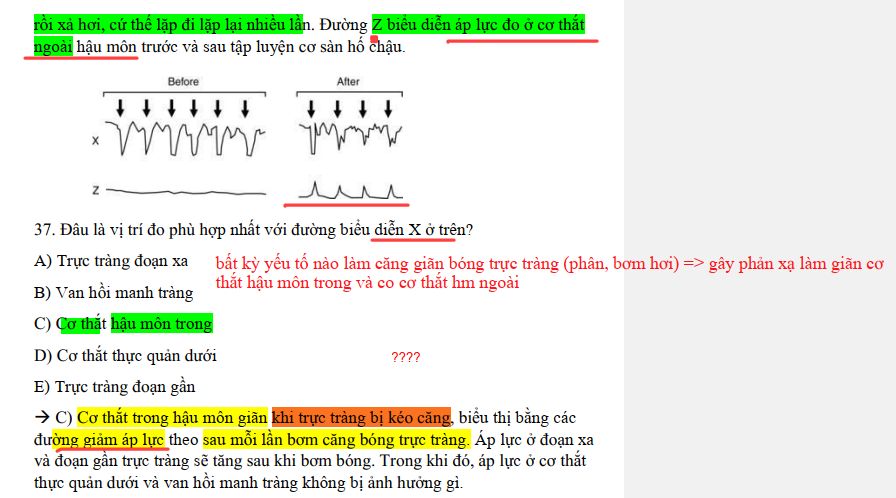 rồi xả hơi, cứ thế lặp đi lặp lại nhiều lần. Đường Z biểu diễn áp lực đo ở cơ thắt
ngoài hậu môn trước và sau tập luyện cơ sàn hố chậu.
Before After
X
Z
37. Đâu là vị trí đo phù hợp nhất với đường biểu diễn X ở trên?
A) Trực tràng đoạn xa
bất kỳ yếu tố nào làm căng giãn bóng trực tràng (phân, bơm hơi) => gây phản xạ làm giãn cơ
thắt hậu môn trong và co cơ thắt hm ngoài
B) Van hồi manh tràng
C) Cơ thắt hậu môn trong
D) Cơ thắt thực quản dưới
????
E) Trực tràng đoạn gần
→ C) Cơ thắt trong hậu môn giãn khi trực tràng bị kéo căng, biểu thị bằng các
đường giảm áp lực theo sau mỗi lần bơm căng bóng trực tràng. Áp lực ở đoạn xa
và đoạn gần trực tràng sẽ tăng sau khi bơm bóng. Trong khi đó, áp lực ở cơ thắt
thực quản dưới và van hồi manh tràng không bị ảnh hưởng gì.